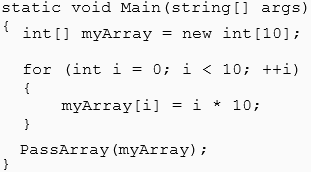 static void Main(string[] args)
{
int[] myArray = new int[10];
for (int i = 0; i < 10; ++i)
{
myArray[i] = i * 10;
}
PassArray(myArray);
}